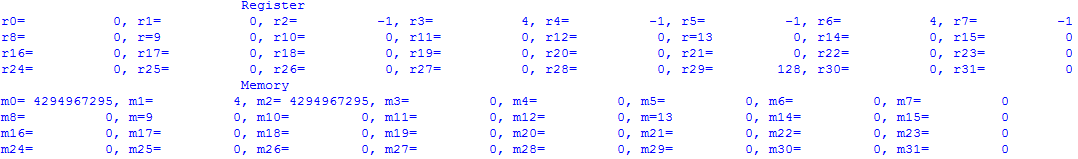 Register
r0= 0, r1= 0, r2= -1, r3= 4, r4= -1, r5= -1, r6= 4, r7= -1
r8= 0, r=9 0, r10= 0, r11= 0, r12= 0, r=13 0, r14= 0, r15= 0
r16= 0, r17= 0, r18= 0, r19= 0, r20= 0, r21= 0, r22= 0, r23= 0
r24= 0, r25= 0, r26= 0, r27= 0, r28= 0, r29= 128, r30= 0, r31= 0
Memory
m0= 4294967295, m1= 4, m2= 4294967295, m3= 0, m4= 0, m5= 0, m6= 0, m7= 0
m8= 0, m=9 0, m10= 0, m11= 0, m12= 0, m=13 0, m14= 0, m15= 0
m16= 0, m17= 0, m18= 0, m19= 0, m20= 0, m21= 0, m22= 0, m23= 0
m24= 0, m25= 0, m26= 0, m27= 0, m28= 0, m29= 0, m30= 0, m31= 0